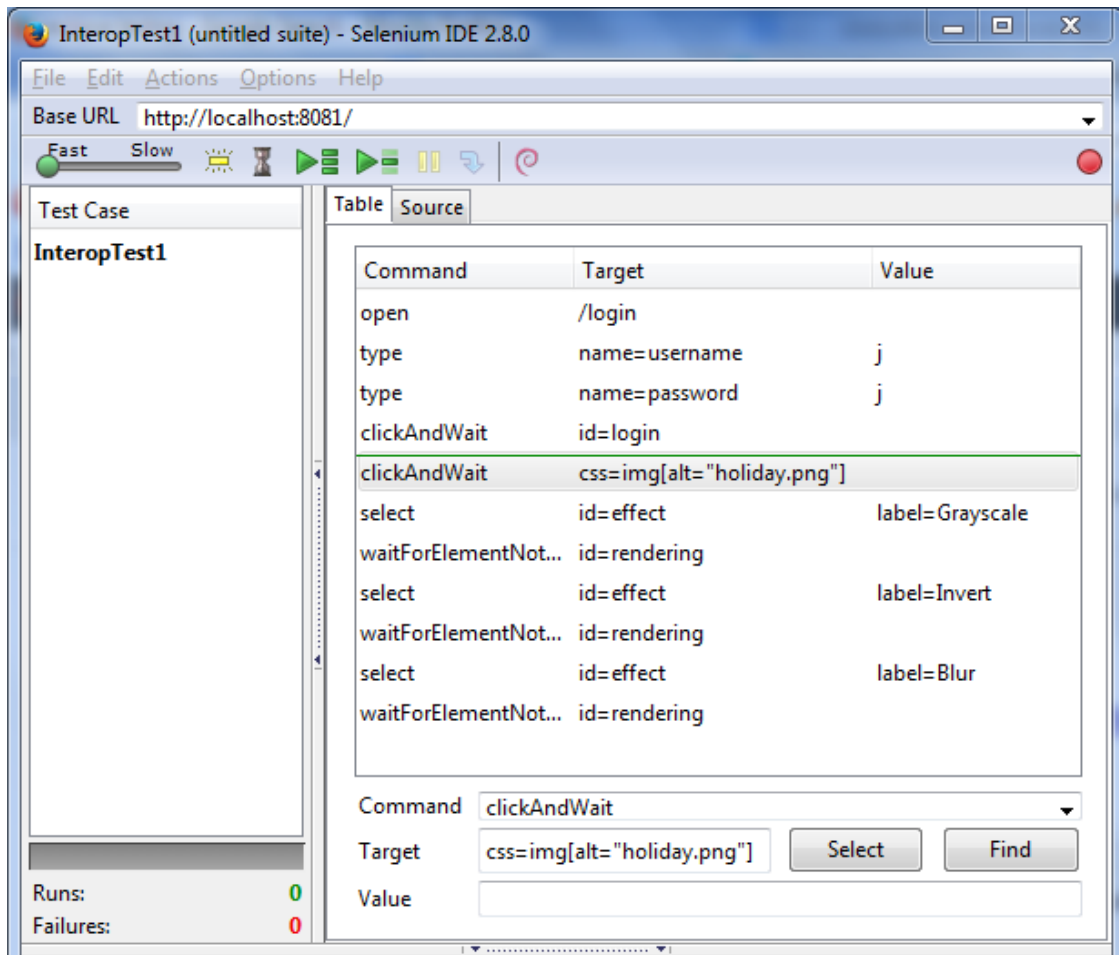 InteropTest1 (untitled suite) - Selenium IDE 2.8.0
File Edit Actions Options Help
Base URL http://localhost:8081/
Fast Slow
Test Case
InteropTest1
Table Source
Command Target Value
open /login
type name=username j
type name=password j
clickAndWait id=login
clickAndWait css=img[alt="holiday.png"]
select id=effect label=Grayscale
waitForElementNot... id=rendering
select id=effect label=Invert
waitForElementNot... id=rendering
select id=effect label=Blur
waitForElementNot... id=rendering
Command clickAndWait
Target css=img[alt="holiday.png"] Select Find
Value
Runs: 0
Failures: 0